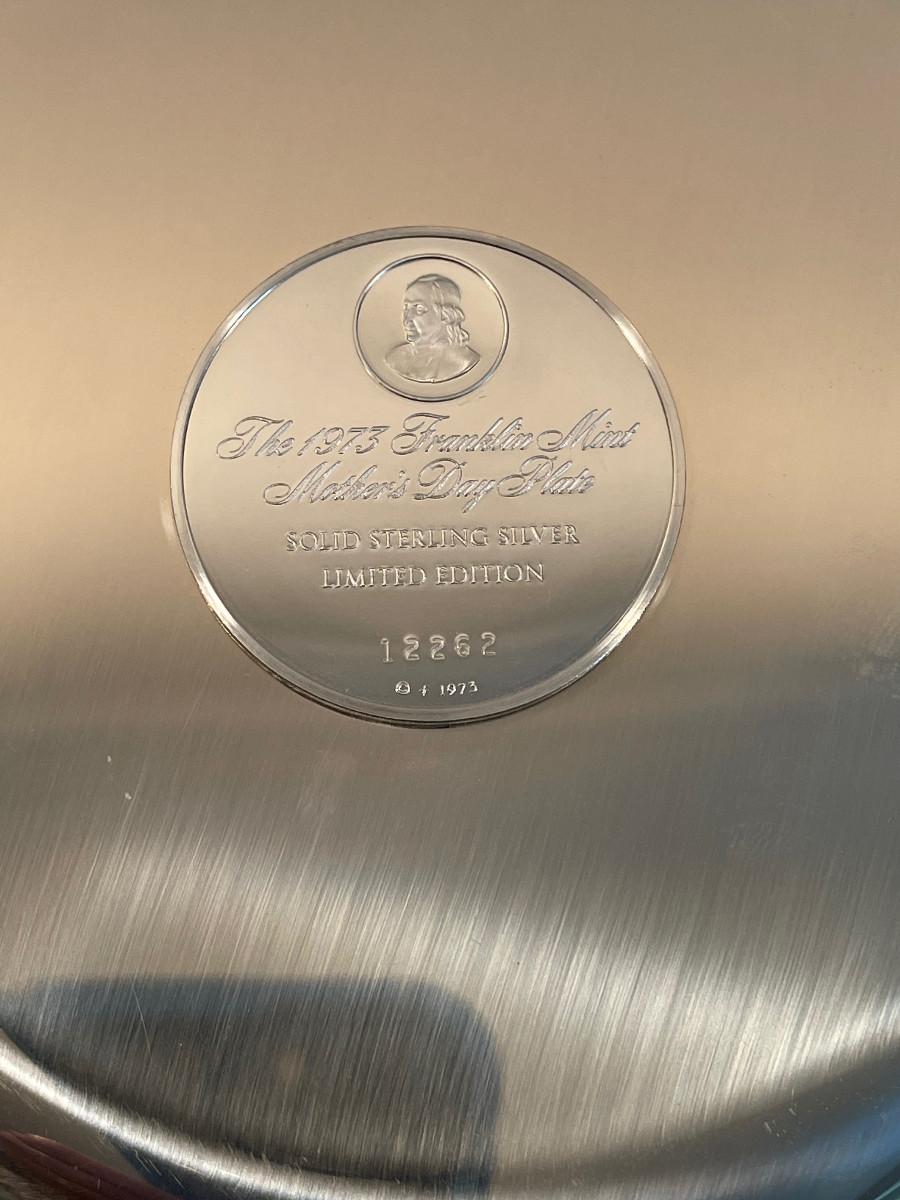 The 1973 Franklin Mint
Mother's Day Plate
SOLID STERLING SILVER
LIMITED EDITION
12262
© 1973